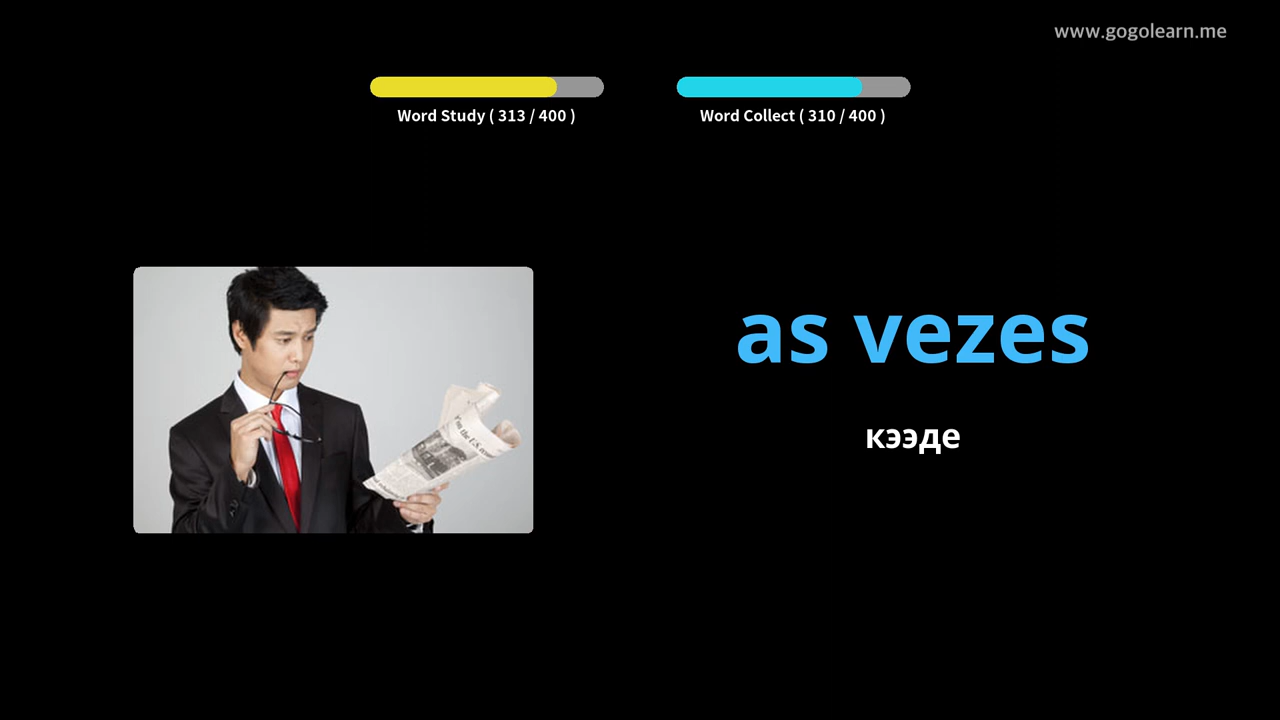 www.gogolearn.me
Word Study ( 313 / 400 )
Word Collect ( 310 / 400 )
as vezes
кээде